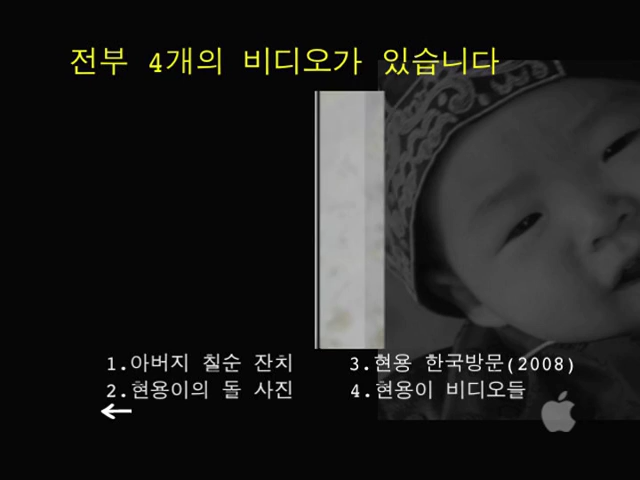 전부 4개의 비디오가 있습니다
1.아버지 칠순 잔치
2.현용이의 돌 사진
3.현용 한국방문(2008)
4.현용이 비디오들